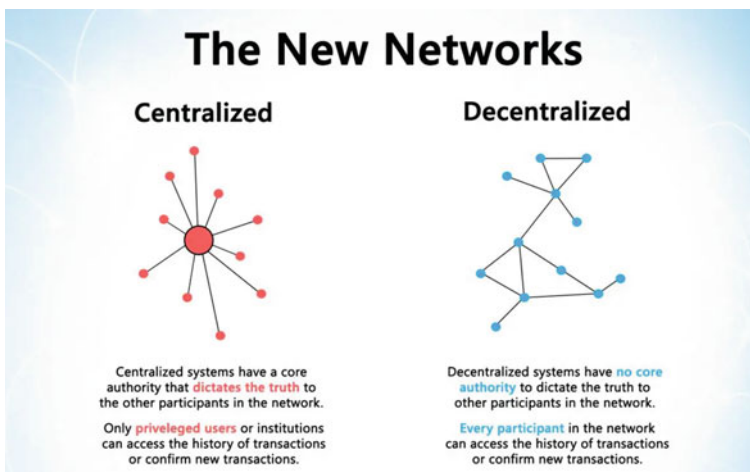 The New Networks
Centralized
Centralized systems have a core
authority that dictates the truth to
the other participants in the network.
Only priveleged users or institutions
can access the history of transactions
or confirm new transactions.
Decentralized
Decentralized systems have no core
authority to dictate the truth to
other participants in the network.
Every participant in the network
can access the history of transactions
or confirm new transactions.